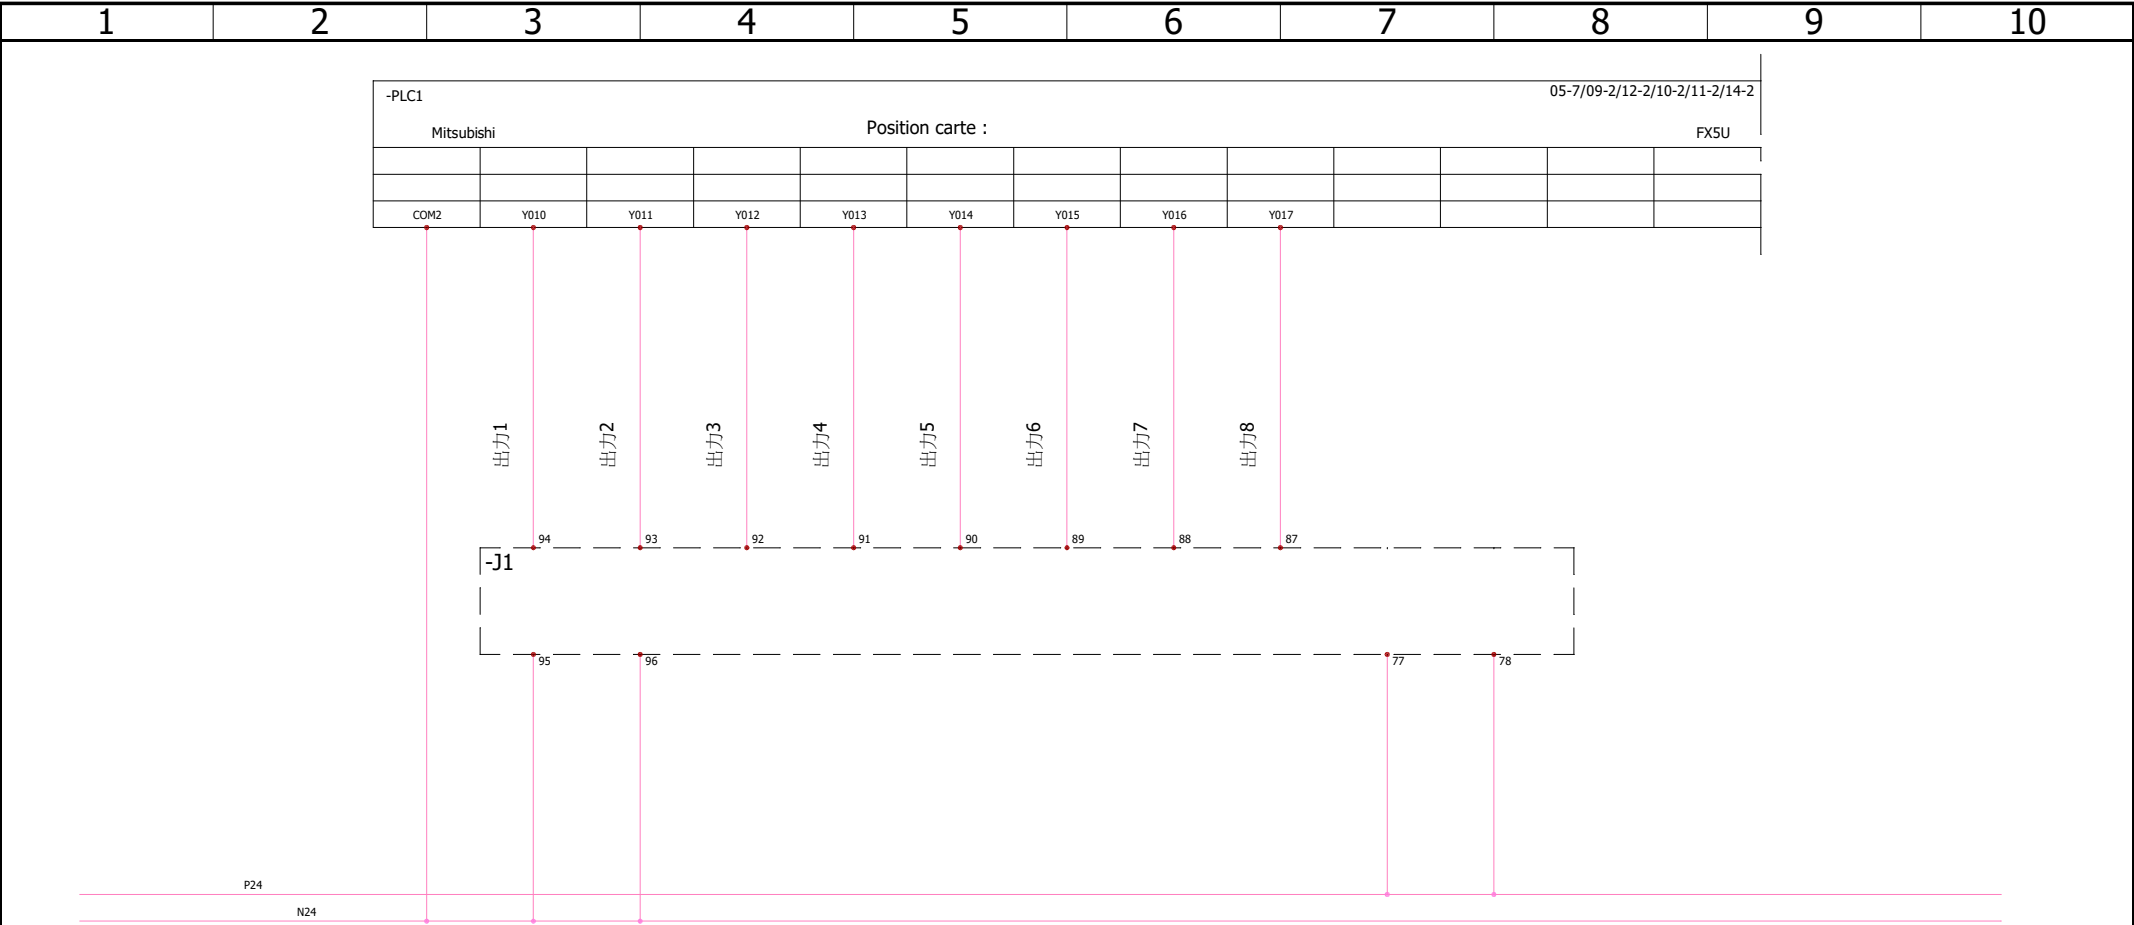 1 2 3 4 5 6 7 8 9 10
-PLC1
05-7/09-2/12-2/10-2/11-2/14-2
Mitsubishi
Position carte :
FX5U
COM2 Y010 Y011 Y012 Y013 Y014 Y015 Y016 Y017
出力1
出力2
出力3
出力4
出力5
出力6
出力7
出力8
94 93 92 91 90 89 88 87
-J1
95 96 77 78
P24
N24